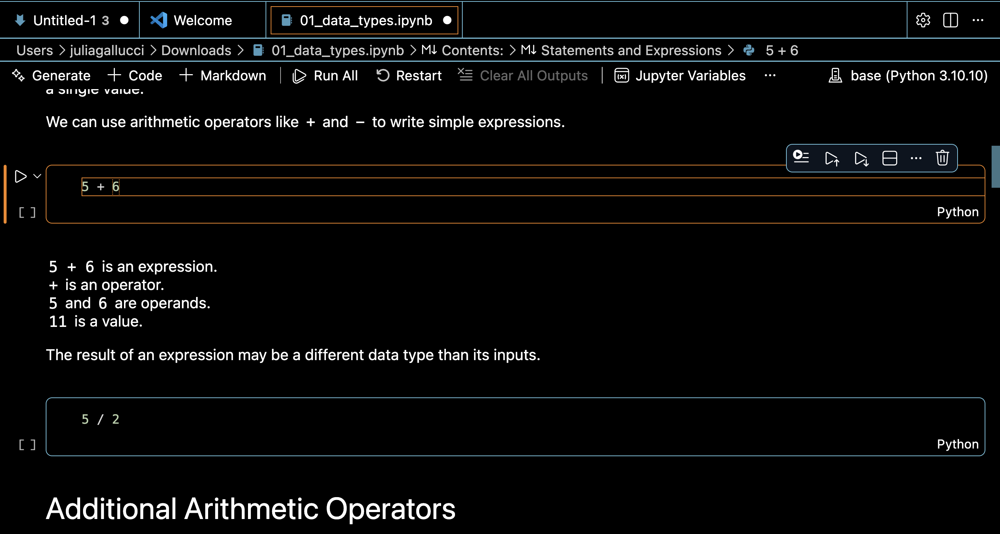 Untitled-1 3
Welcome
01_data_types.ipynb
Users > juliagallucci > Downloads > 01_data_types.ipynb > M↓ Contents: > M↓ Statements and Expressions > 5 + 6
Generate + Code + Markdown | Run All Restart Clear All Outputs | Jupyter Variables ... base (Python 3.10.10)
a single value.
We can use arithmetic operators like + and - to write simple expressions.
5 + 6
[ ]
Python
5 + 6 is an expression.
+ is an operator.
5 and 6 are operands.
11 is a value.
The result of an expression may be a different data type than its inputs.
5 / 2
[ ]
Python
Additional Arithmetic Operators